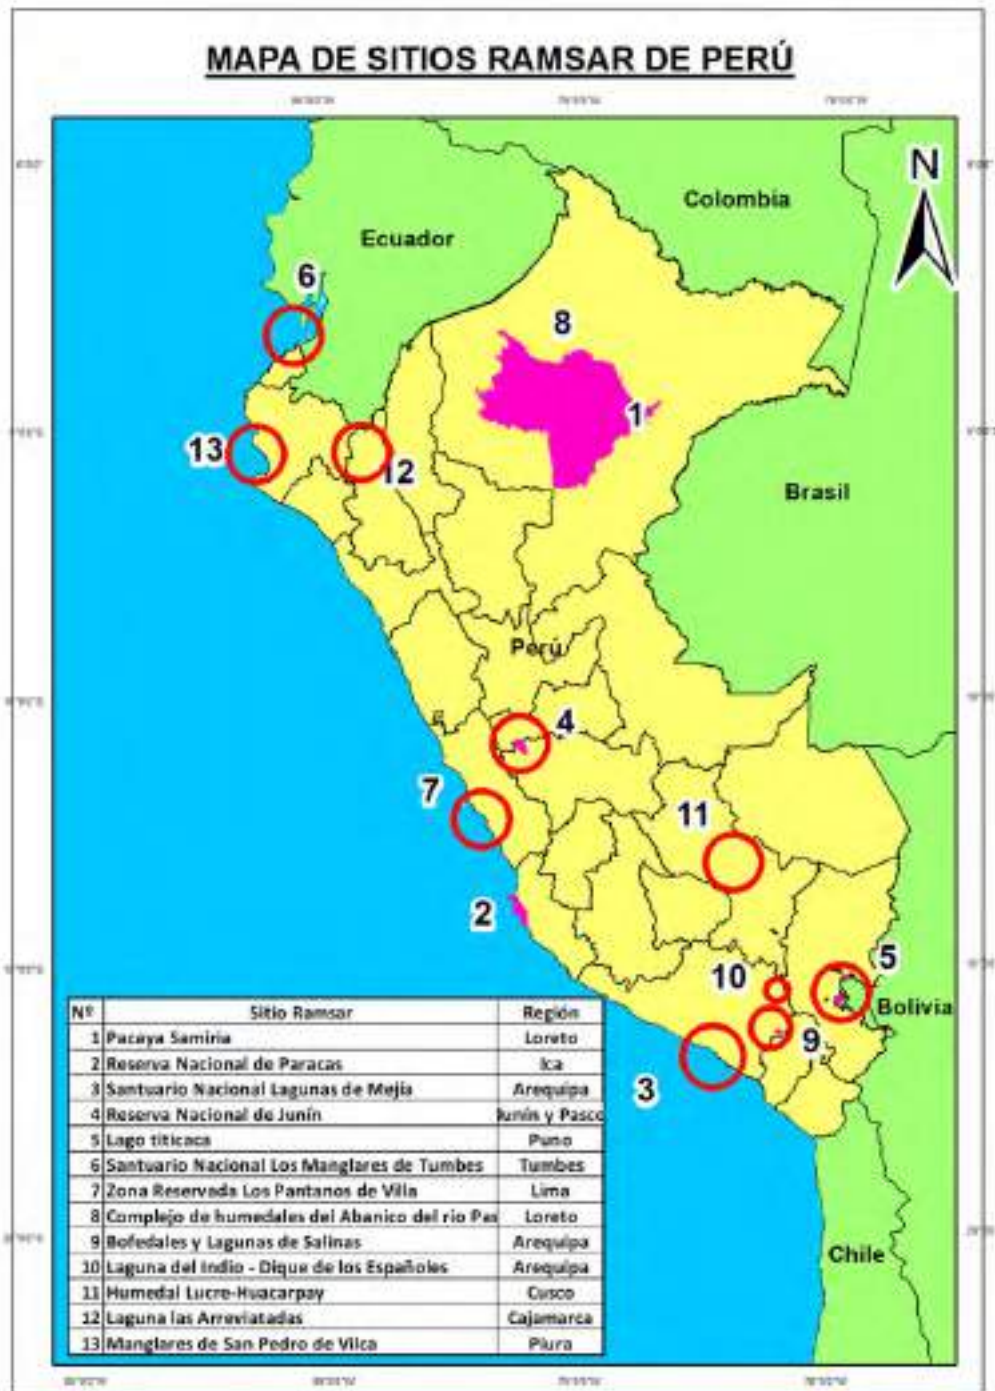 MAPA DE SITIOS RAMSAR DE PERÚ
N
Colombia
Ecuador
6
8
1
13
12
Brasil
Perú
4
7
11
2
10
5
Bolivia
9
3
Chile
Nº Sitio Ramsar Región
1 Pacaya Samiria Loreto
2 Reserva Nacional de Paracas Ica
3 Santuario Nacional Lagunas de Mejía Arequipa
4 Reserva Nacional de Junín Junín y Pasco
5 Lago titicaca Puno
6 Santuario Nacional Los Manglares de Tumbes Tumbes
7 Zona Reservada Los Pantanos de Villa Lima
8 Complejo de humedales del Abanico del rio Pas Loreto
9 Bofedales y Lagunas de Salinas Arequipa
10 Laguna del Indio - Dique de los Españoles Arequipa
11 Humedal Lucre-Huacarpay Cusco
12 Laguna las Arreviatadas Cajamarca
13 Manglares de San Pedro de Vilca Piura